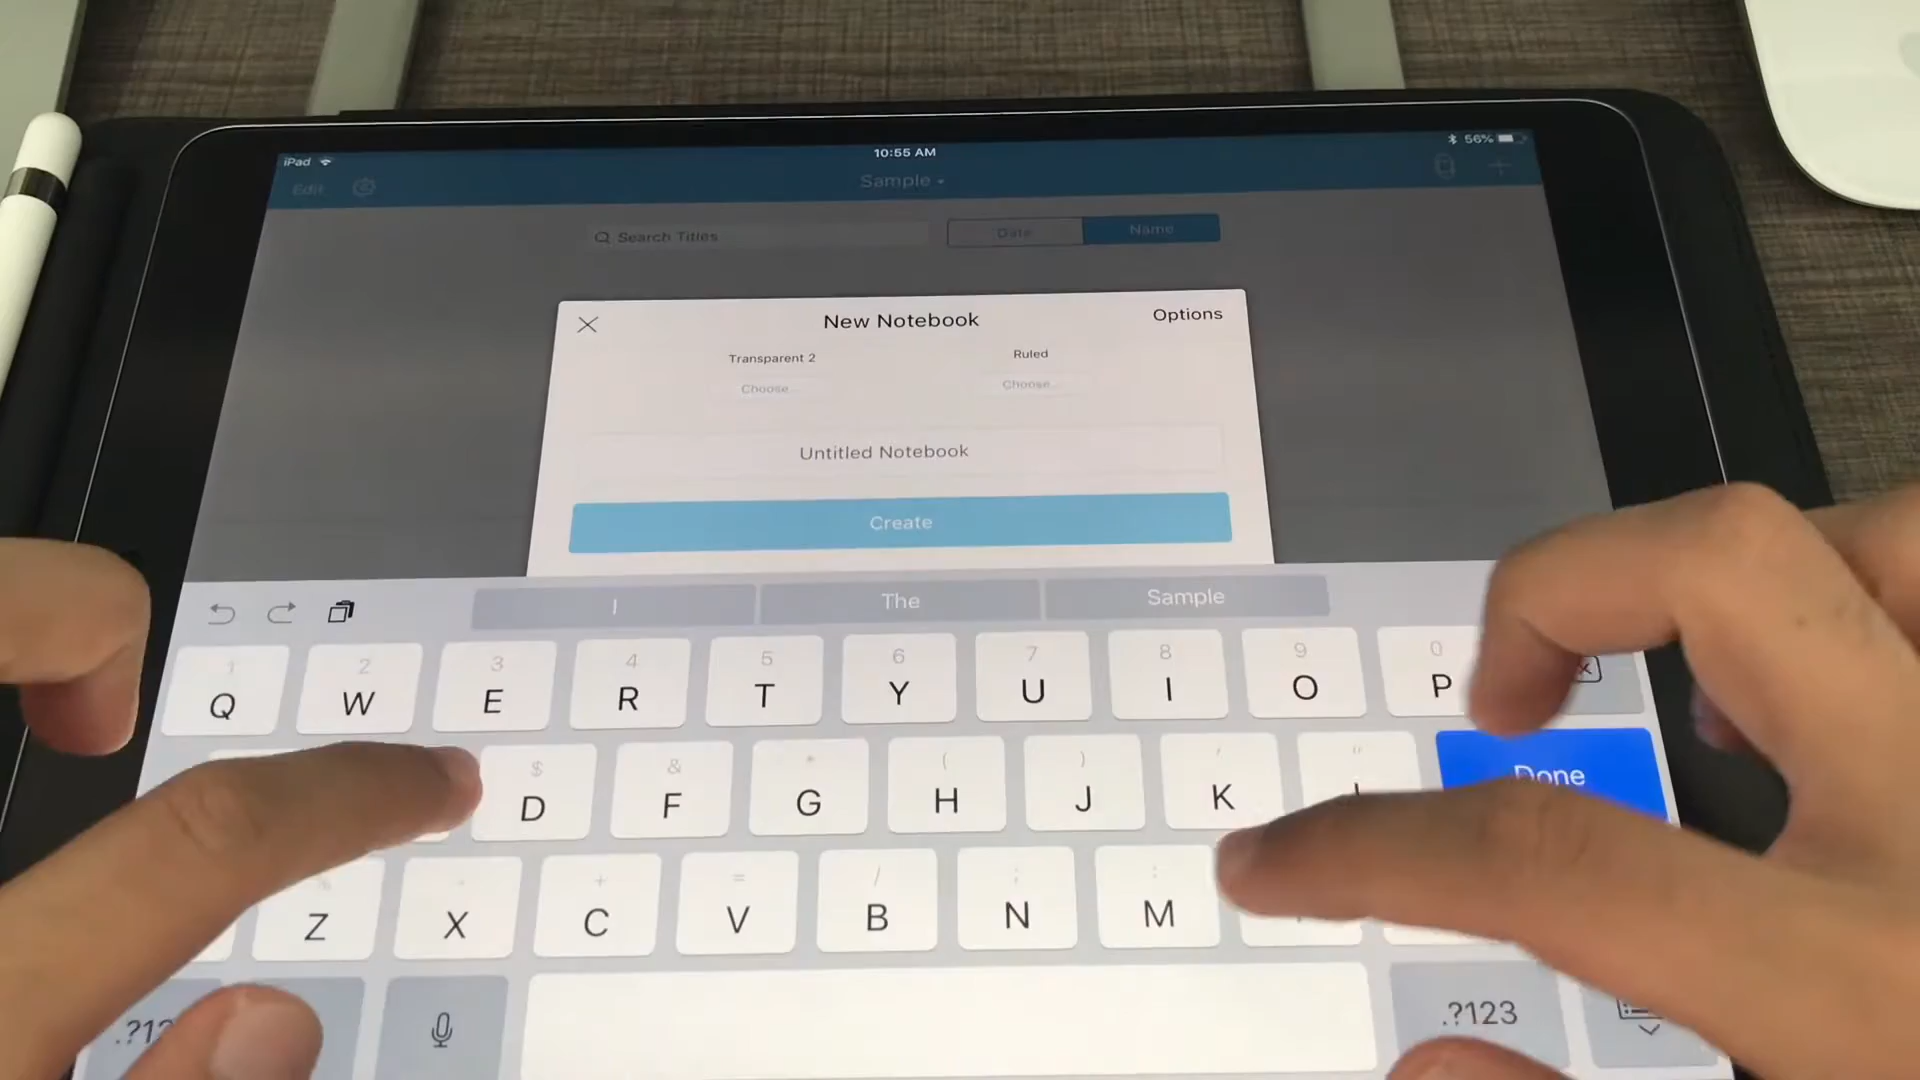 iPad
10:55 AM
56%
Edit
Sample
Search Titles
Date
Name
New Notebook
Options
Transparent 2
Ruled
Choose...
Choose...
Untitled Notebook
Create
I
The
Sample
1 2 3 4 5 6 7 8 9 0
Q W E R T Y U I O P
$ & * ( ) ' "
D F G H J K L
Done
% - + = / ; :
Z X C V B N M
.?12
.?123